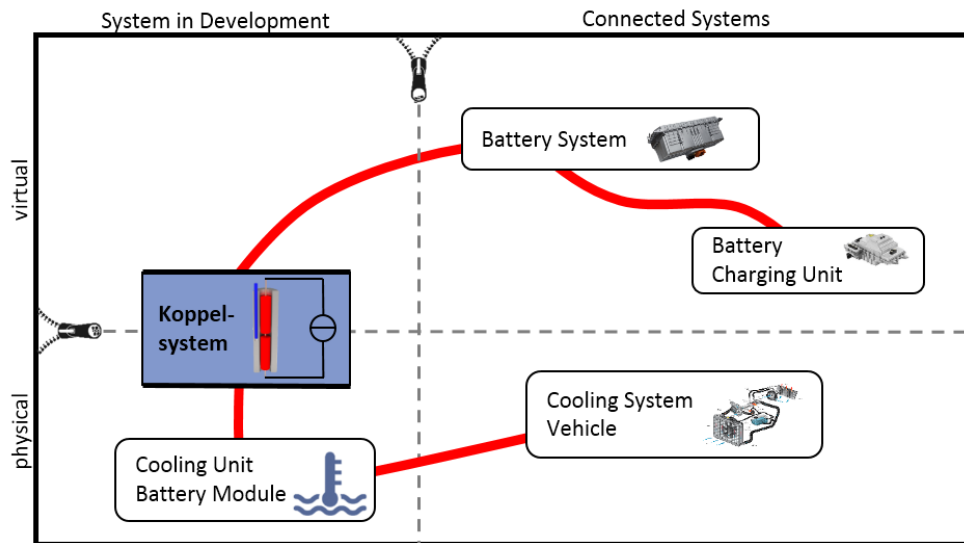 System in Development
Connected Systems
virtual
physical
Battery System
Battery
Charging Unit
Koppel-
system
Cooling System
Vehicle
Cooling Unit
Battery Module